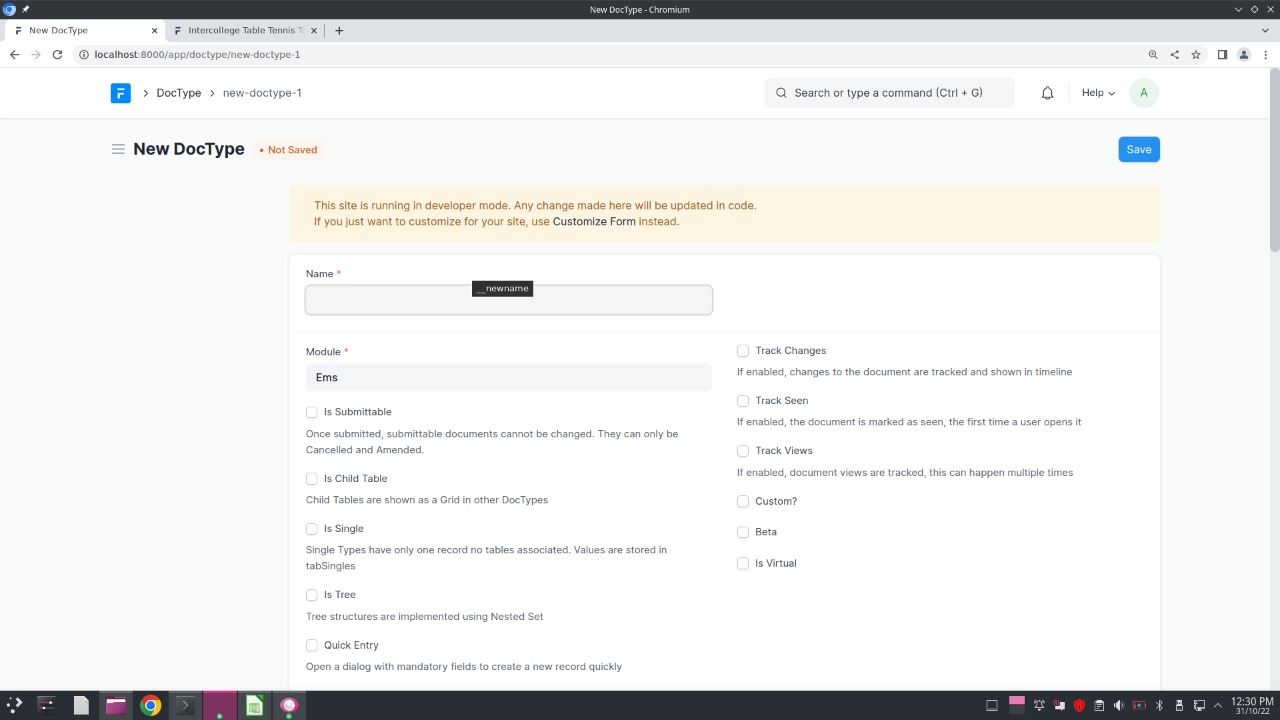 New DocType - Chromium
New DocType
Intercollege Table Tennis T
localhost:8000/app/doctype/new-doctype-1
DocType
new-doctype-1
Search or type a command (Ctrl + G)
Help
A
New DocType
• Not Saved
Save
This site is running in developer mode. Any change made here will be updated in code.
If you just want to customize for your site, use Customize Form instead.
Name *
__newname
Module *
Ems
Is Submittable
Once submitted, submittable documents cannot be changed. They can only be
Cancelled and Amended.
Is Child Table
Child Tables are shown as a Grid in other DocTypes
Is Single
Single Types have only one record no tables associated. Values are stored in
tabSingles
Is Tree
Tree structures are implemented using Nested Set
Quick Entry
Open a dialog with mandatory fields to create a new record quickly
Track Changes
If enabled, changes to the document are tracked and shown in timeline
Track Seen
If enabled, the document is marked as seen, the first time a user opens it
Track Views
If enabled, document views are tracked, this can happen multiple times
Custom?
Beta
Is Virtual
12:30 PM
31/10/22